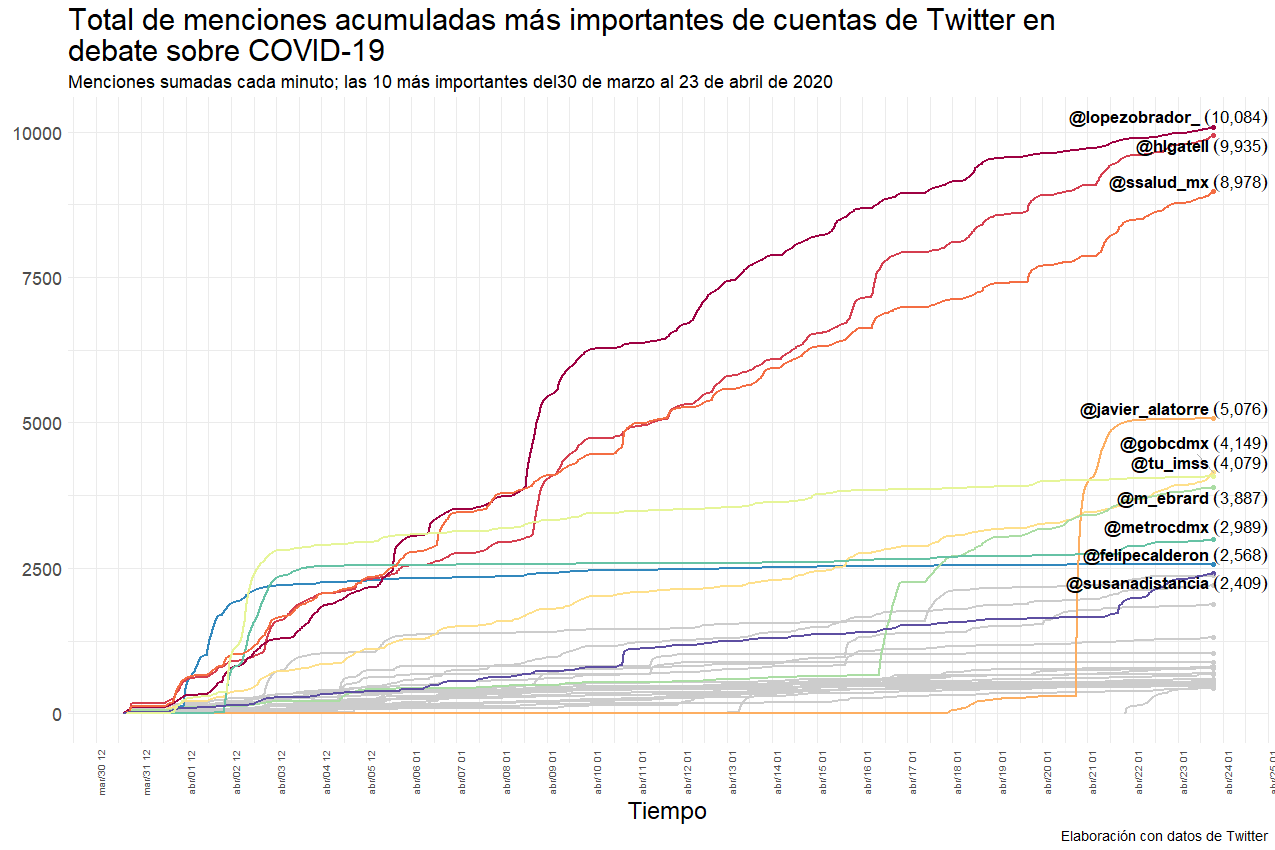 Total de menciones acumuladas más importantes de cuentas de Twitter en
debate sobre COVID-19
Menciones sumadas cada minuto; las 10 más importantes del30 de marzo al 23 de abril de 2020
10000
7500
5000
2500
0
@lopezobrador_ (10,084)
@hlgatell (9,935)
@ssalud_mx (8,978)
@javier_alatorre (5,076)
@gobcdmx (4,149)
@tu_imss (4,079)
@m_ebrard (3,887)
@metrocdmx (2,989)
@felipecalderon (2,568)
@susanadistancia (2,409)
mar/30 12
mar/31 12
abr/01 12
abr/02 12
abr/03 12
abr/04 12
abr/05 12
abr/06 01
abr/07 01
abr/08 01
abr/09 01
abr/10 01
abr/11 01
abr/12 01
abr/13 01
abr/14 01
abr/15 01
abr/16 01
abr/17 01
abr/18 01
abr/19 01
abr/20 01
abr/21 01
abr/22 01
abr/23 01
abr/24 01
abr/25 01
Tiempo
Elaboración con datos de Twitter